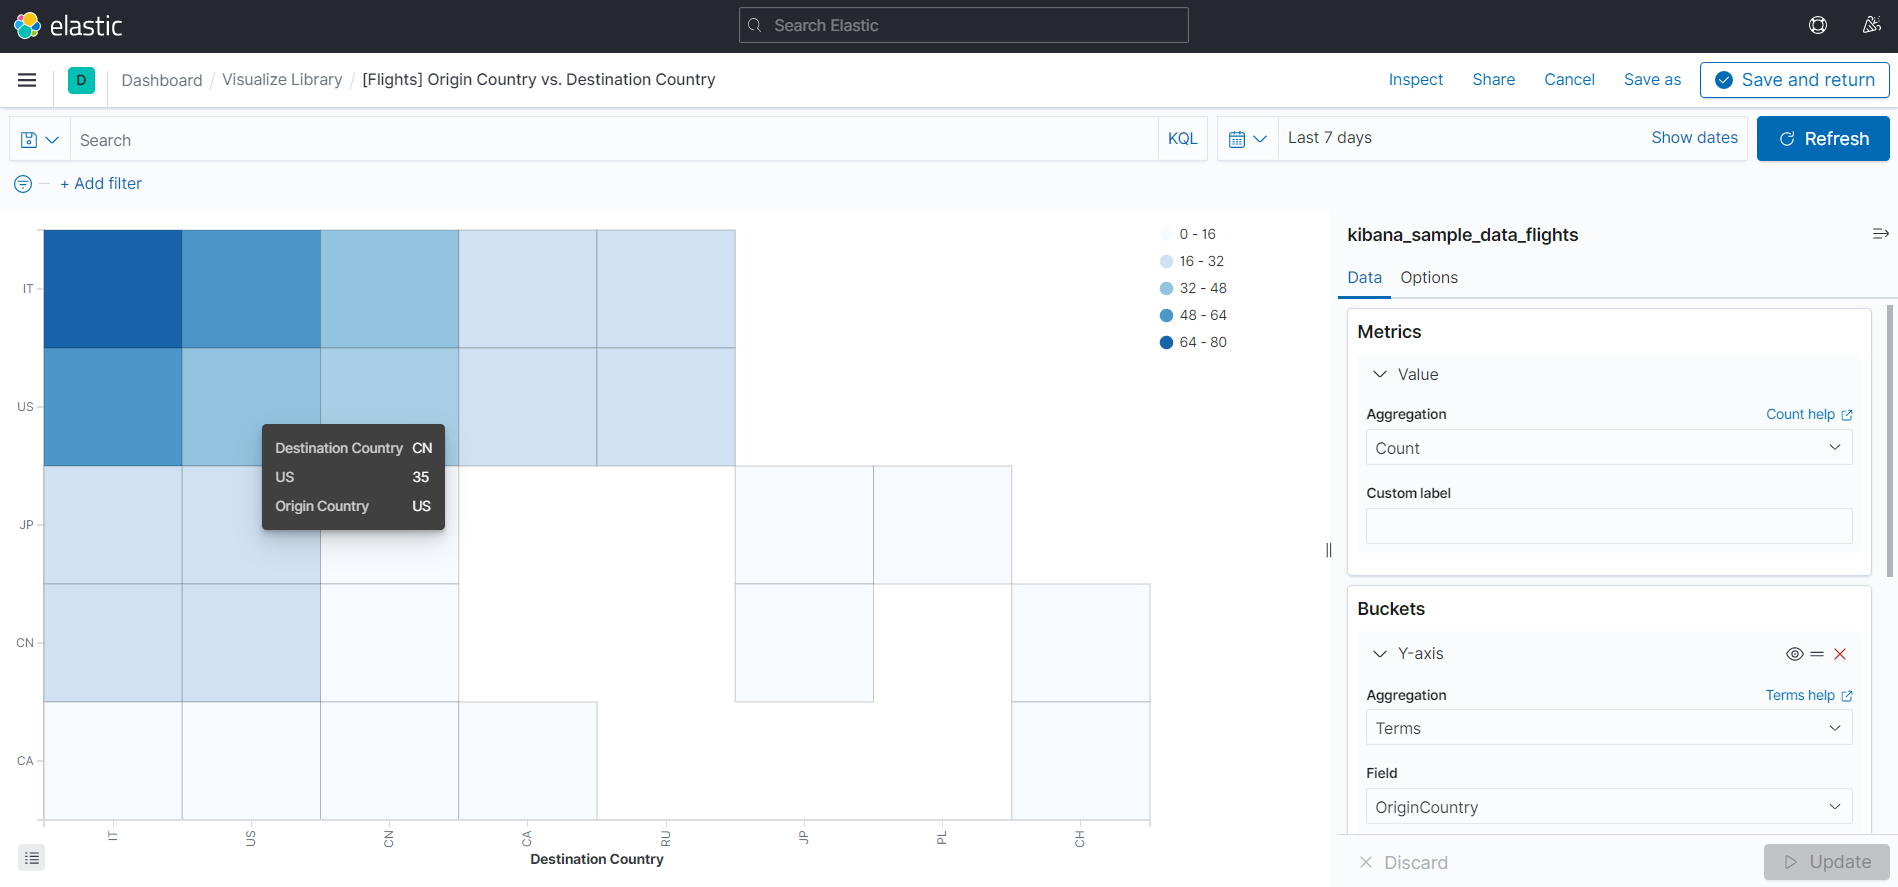 elastic
Search Elastic
D
Dashboard / Visualize Library / [Flights] Origin Country vs. Destination Country
Inspect
Share
Cancel
Save as
Save and return
Search
KQL
Last 7 days
Show dates
Refresh
+ Add filter
0 - 16
16 - 32
32 - 48
48 - 64
64 - 80
IT
US
JP
CN
CA
Destination Country CN
US 35
Origin Country US
IT
US
CN
CA
RU
JP
PL
CH
Destination Country
kibana_sample_data_flights
Data Options
Metrics
Value
Aggregation
Count help
Count
Custom label
Buckets
Y-axis
Aggregation
Terms help
Terms
Field
OriginCountry
Discard
Update